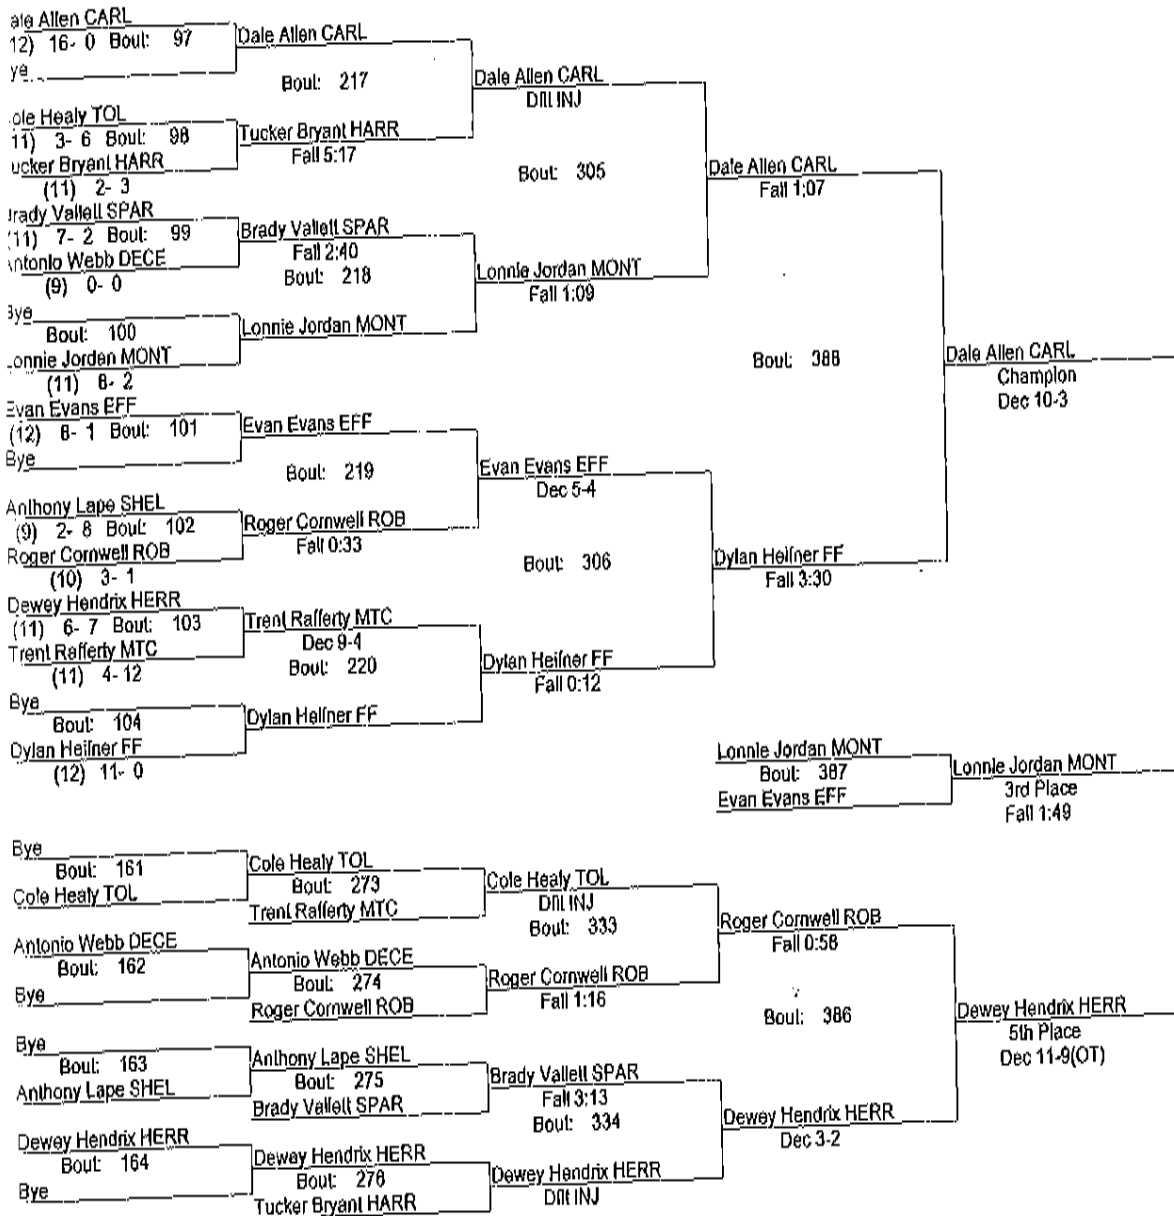 ale Allen CARL
12) 16- 0 Bout: 97
ye
Dale Allen CARL
Bout: 217
ole Healy TOL
11) 3- 6 Bout: 98
ucker Bryant HARR
(11) 2- 3
Tucker Bryant HARR
Fall 5:17
Dale Allen CARL
Dflt INJ
Bout: 305
rady Vallett SPAR
(11) 7- 2 Bout: 99
Antonio Webb DECE
(9) 0- 0
Brady Vallett SPAR
Fall 2:40
Bout: 218
Bye
Bout: 100
Lonnie Jordan MONT
(11) 8- 2
Lonnie Jordan MONT
Lonnie Jordan MONT
Fall 1:09
Dale Allen CARL
Fall 1:07
Bout: 388
Evan Evans EFF
(12) 8- 1 Bout: 101
Bye
Evan Evans EFF
Bout: 219
Anthony Lape SHEL
(9) 2- 8 Bout: 102
Roger Cornwell ROB
(10) 3- 1
Roger Cornwell ROB
Fall 0:33
Evan Evans EFF
Dec 5-4
Bout: 306
Dewey Hendrix HERR
(11) 6- 7 Bout: 103
Trent Rafferty MTC
(11) 4- 12
Trent Rafferty MTC
Dec 9-4
Bout: 220
Bye
Bout: 104
Dylan Heifner FF
(12) 11- 0
Dylan Heifner FF
Dylan Heifner FF
Fall 0:12
Dylan Heifner FF
Fall 3:30
Dale Allen CARL
Champion
Dec 10-3
Lonnie Jordan MONT
Bout: 387
Evan Evans EFF
Lonnie Jordan MONT
3rd Place
Fall 1:49
Bye
Bout: 161
Cole Healy TOL
Cole Healy TOL
Bout: 273
Trent Rafferty MTC
Cole Healy TOL
Dflt INJ
Bout: 333
Antonio Webb DECE
Bout: 162
Bye
Antonio Webb DECE
Bout: 274
Roger Cornwell ROB
Roger Cornwell ROB
Fall 1:16
Roger Cornwell ROB
Fall 0:58
Bout: 386
Bye
Bout: 163
Anthony Lape SHEL
Anthony Lape SHEL
Bout: 275
Brady Vallett SPAR
Brady Vallett SPAR
Fall 3:13
Bout: 334
Dewey Hendrix HERR
Bout: 164
Bye
Dewey Hendrix HERR
Bout: 276
Tucker Bryant HARR
Dewey Hendrix HERR
Dflt INJ
Dewey Hendrix HERR
Dec 3-2
Dewey Hendrix HERR
5th Place
Dec 11-9(OT)